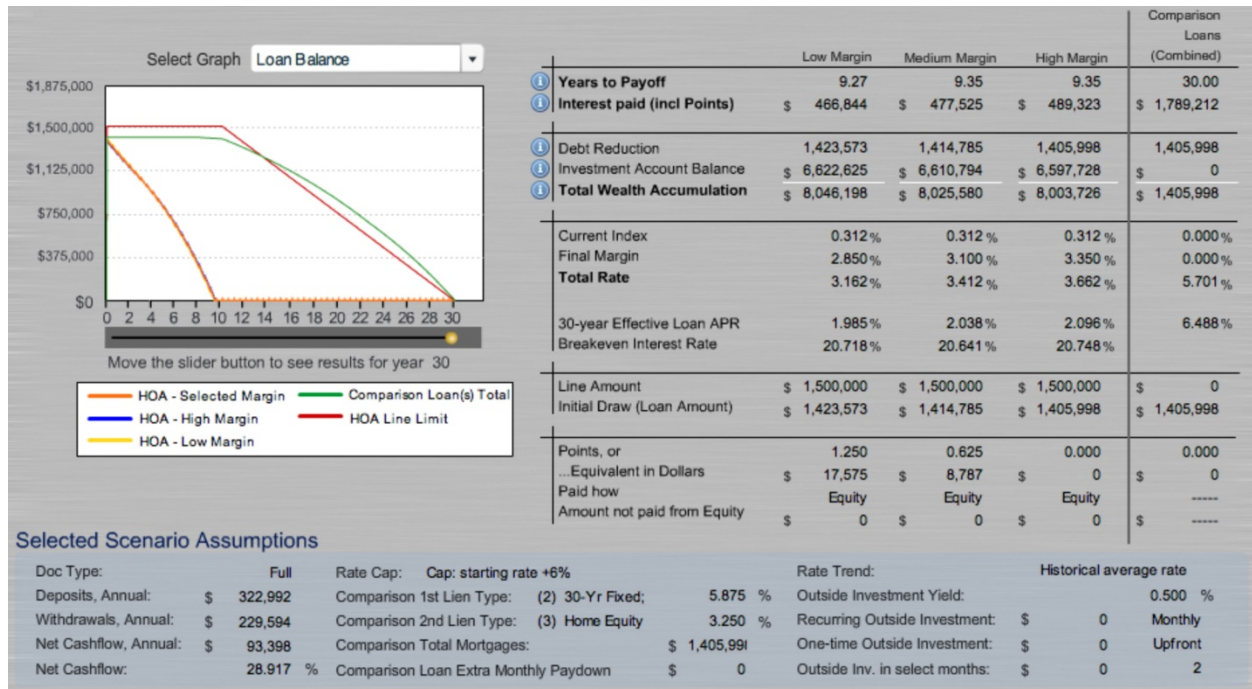 Select Graph Loan Balance
$1,875,000
$1,500,000
$1,125,000
$750,000
$375,000
$0
0 2 4 6 8 10 12 14 16 18 20 22 24 26 28 30
Move the slider button to see results for year 30
HOA - Selected Margin Comparison Loan(s) Total
HOA - High Margin HOA Line Limit
HOA - Low Margin
Comparison
Loans
Low Margin Medium Margin High Margin (Combined)
Years to Payoff 9.27 9.35 9.35 30.00
Interest paid (incl Points) $ 466,844 $ 477,525 $ 489,323 $ 1,789,212
Debt Reduction 1,423,573 1,414,785 1,405,998 1,405,998
Investment Account Balance $ 6,622,625 $ 6,610,794 $ 6,597,728 $ 0
Total Wealth Accumulation $ 8,046,198 $ 8,025,580 $ 8,003,726 $ 1,405,998
Current Index 0.312 % 0.312 % 0.312 % 0.000 %
Final Margin 2.850 % 3.100 % 3.350 % 0.000 %
Total Rate 3.162 % 3.412 % 3.662 % 5.701 %
30-year Effective Loan APR 1.985 % 2.038 % 2.096 % 6.488 %
Breakeven Interest Rate 20.718 % 20.641 % 20.748 %
Line Amount $ 1,500,000 $ 1,500,000 $ 1,500,000 $ 0
Initial Draw (Loan Amount) $ 1,423,573 $ 1,414,785 $ 1,405,998 $ 1,405,998
Points, or 1.250 0.625 0.000 0.000
...Equivalent in Dollars $ 17,575 $ 8,787 $ 0 $ 0
Paid how Equity Equity Equity -----
Amount not paid from Equity $ 0 $ 0 $ 0 $ -----
Selected Scenario Assumptions
Doc Type: Full Rate Cap: Cap: starting rate +6% Rate Trend: Historical average rate
Deposits, Annual: $ 322,992 Comparison 1st Lien Type: (2) 30-Yr Fixed; 5.875 % Outside Investment Yield: 0.500 %
Withdrawals, Annual: $ 229,594 Comparison 2nd Lien Type: (3) Home Equity 3.250 % Recurring Outside Investment: $ 0 Monthly
Net Cashflow, Annual: $ 93,398 Comparison Total Mortgages: $ 1,405,99 One-time Outside Investment: $ 0 Upfront
Net Cashflow: 28.917 % Comparison Loan Extra Monthly Paydown $ 0 Outside Inv. in select months: $ 0 2